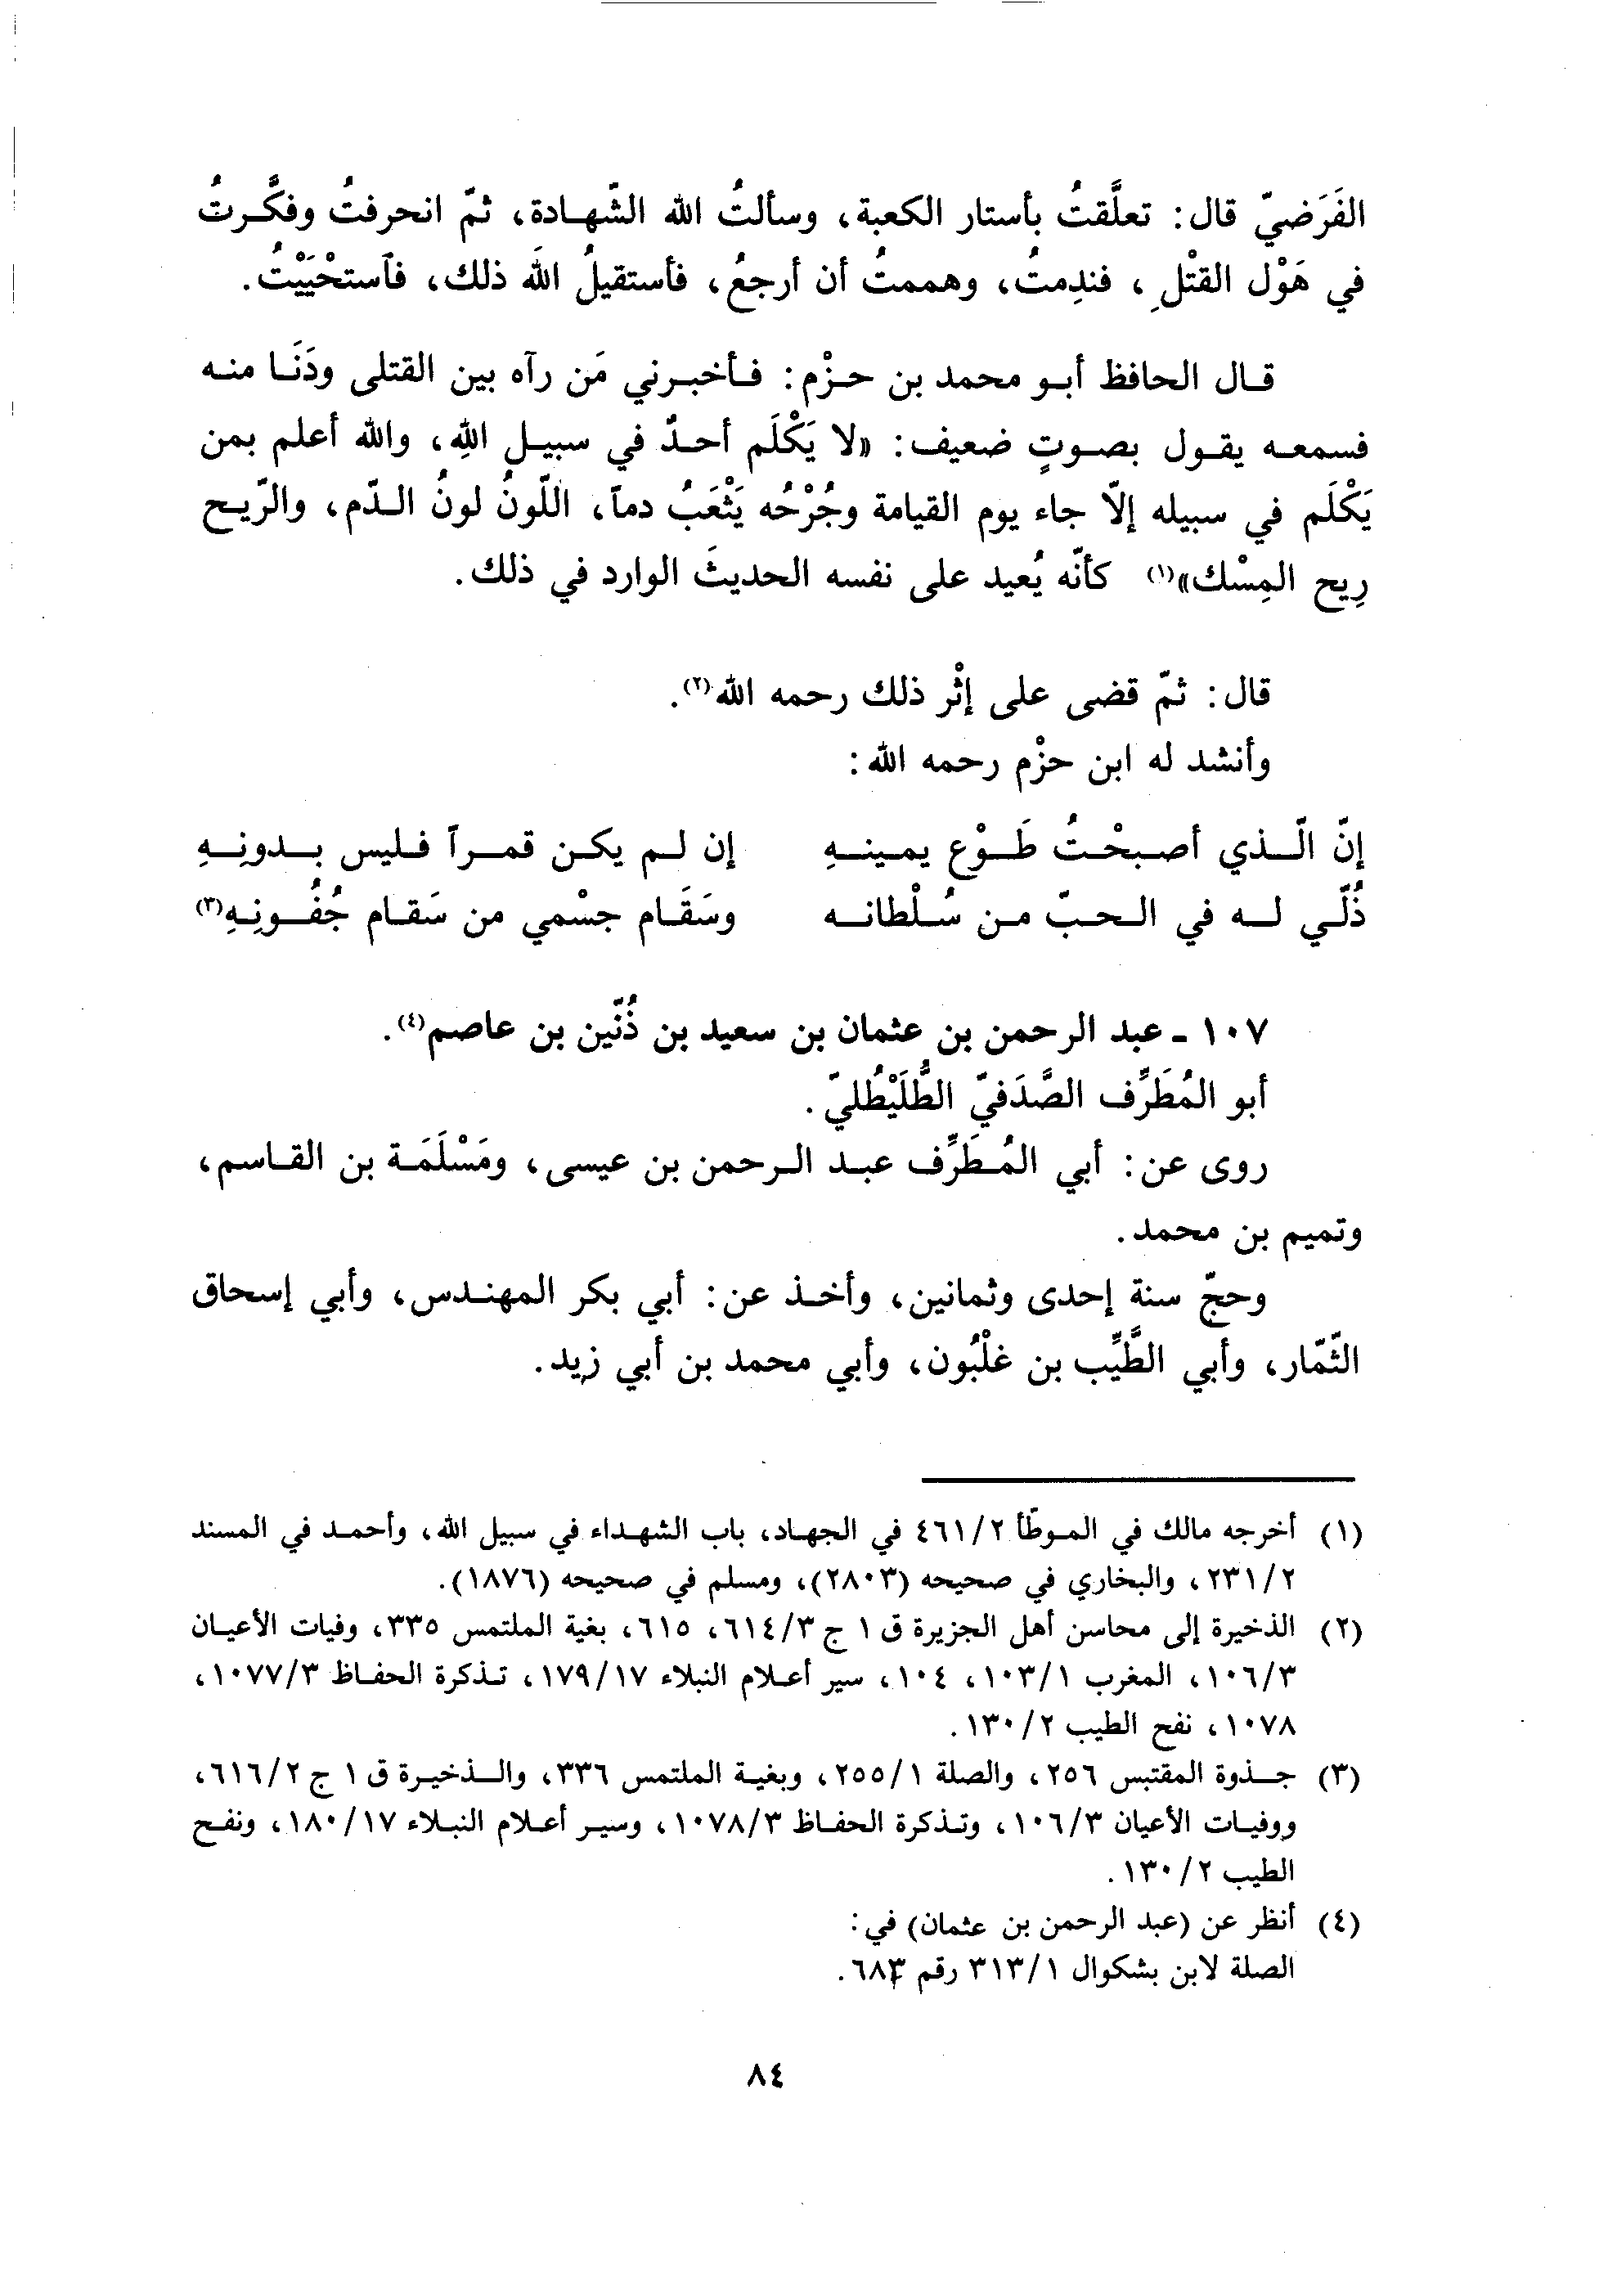 الفَرَضيّ قال: تعلَّقتُ بأستار الكعبة، وسألتُ الله الشّهادة، ثمّ انحرفتُ وفكَّرتُ
في هَوْل القتْلِ، فندِمتُ، وهممتُ أن أرجعُ، فأستقيلُ اللهَ ذلك، فٱستحْيَيْتُ.
قال الحافظ أبو محمد بن حزْم: فأخبرني مَن رآه بين القتلى ودَنَا منه
فسمعه يقول بصوتٍ ضعيف: «لا يَكْلَم أحدٌ في سبيل اللهِ، والله أعلم بمن
يَكْلَم في سبيله إلّا جاء يوم القيامة وجُرْحُه يَثْعَبُ دماً، اللّونُ لونُ الدّم، والرّيح
رِيح المِسْك»(١) كأنّه يُعيد على نفسه الحديثَ الوارد في ذلك.
قال: ثمّ قضى على إثْر ذلك رحمه الله(٢).
وأنشد له ابن حزْم رحمه الله:
إنّ الّذي أصبحْتُ طَوْع يمينهِ إن لم يكن قمراً فليس بدونِهِ
ذُلّي له في الحبّ من سُلْطانه وسَقَام جسْمي من سَقام جُفُونِهِ(٣)
١٠٧ - عبد الرحمن بن عثمان بن سعيد بن ذُنّين بن عاصم(٤).
أبو المُطَرِّف الصَّدَفيّ الطُّلَيْطُليّ.
روى عن: أبي المُطَرِّف عبد الرحمن بن عيسى، ومَسْلَمَة بن القاسم،
وتميم بن محمد.
وحجّ سنة إحدى وثمانين، وأخذ عن: أبي بكر المهندس، وأبي إسحاق
الثّمّار، وأبي الطَّيِّب بن غلْبُون، وأبي محمد بن أبي زيد.
(١) أخرجه مالك في الموطّأ ٤٦١/٢ في الجهاد، باب الشهداء في سبيل الله، وأحمد في المسند
٢٣١/٢، والبخاري في صحيحه (٢٨٠٣)، ومسلم في صحيحه (١٨٧٦).
(٢) الذخيرة إلى محاسن أهل الجزيرة ق ١ ج ٦١٤/٣، ٦١٥، بغية الملتمس ٣٣٥، وفيات الأعيان
١٠٦/٣، المغرب ١٠٣/١، ١٠٤، سير أعلام النبلاء ١٧٩/١٧، تذكرة الحفاظ ١٠٧٧/٣،
١٠٧٨، نفح الطيب ١٣٠/٢.
(٣) جذوة المقتبس ٢٥٦، والصلة ٢٥٥/١، وبغية الملتمس ٣٣٦، والذخيرة ق ١ ج ٦١٦/٢،
ووفيات الأعيان ١٠٦/٣، وتذكرة الحفاظ ١٠٧٨/٣، وسير أعلام النبلاء ١٨٠/١٧، ونفح
الطيب ١٣٠/٢.
(٤) أنظر عن (عبد الرحمن بن عثمان) في:
الصلة لابن بشكوال ٣١٣/١ رقم ٦٨٣.
٨٤